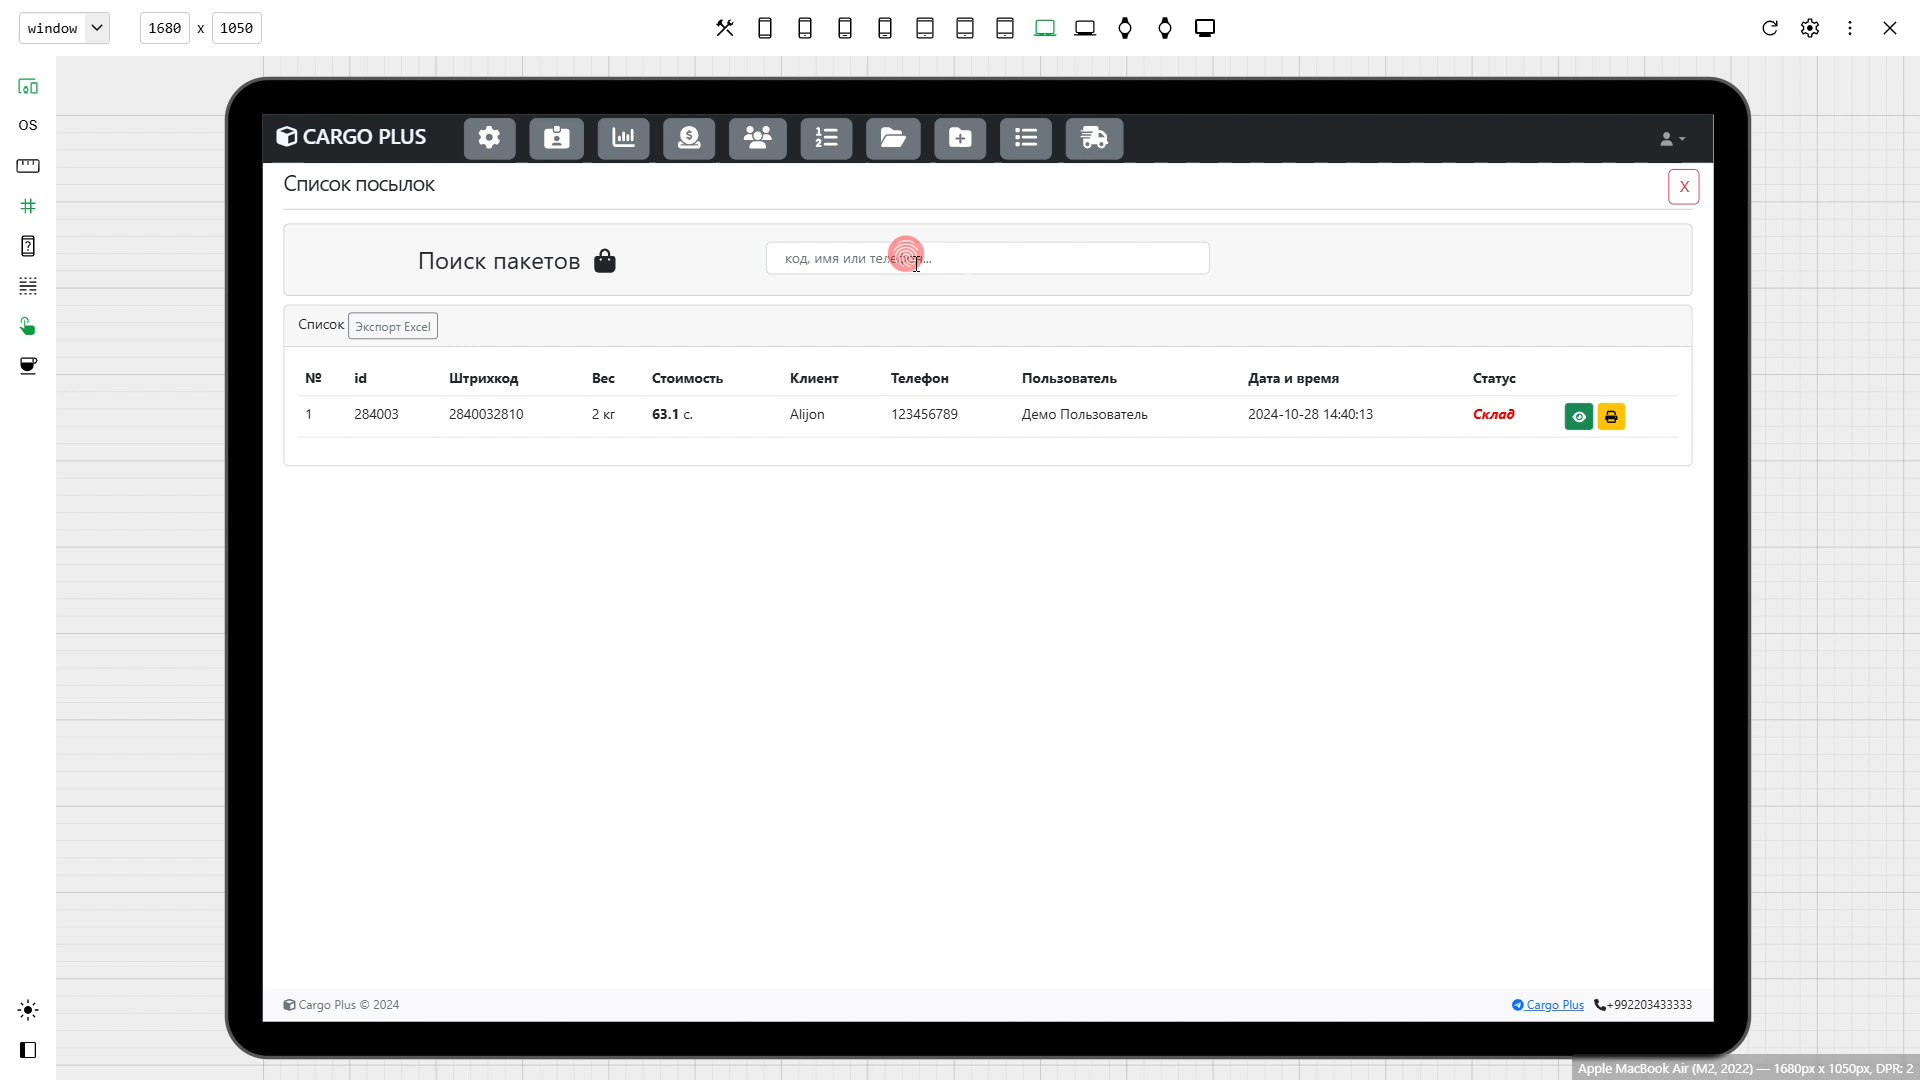 window 1680 x 1050
OS
CARGO PLUS
Список посылок
X
Поиск пакетов
код, имя или телефон...
Список Экспорт Excel
№ id Штрихкод Вес Стоимость Клиент Телефон Пользователь Дата и время Статус
1 284003 2840032810 2 кг 63.1 с. Alijon 123456789 Демо Пользователь 2024-10-28 14:40:13 Склад
Cargo Plus © 2024
Cargo Plus +992203433333
Apple MacBook Air (M2, 2022) — 1680px x 1050px, DPR: 2